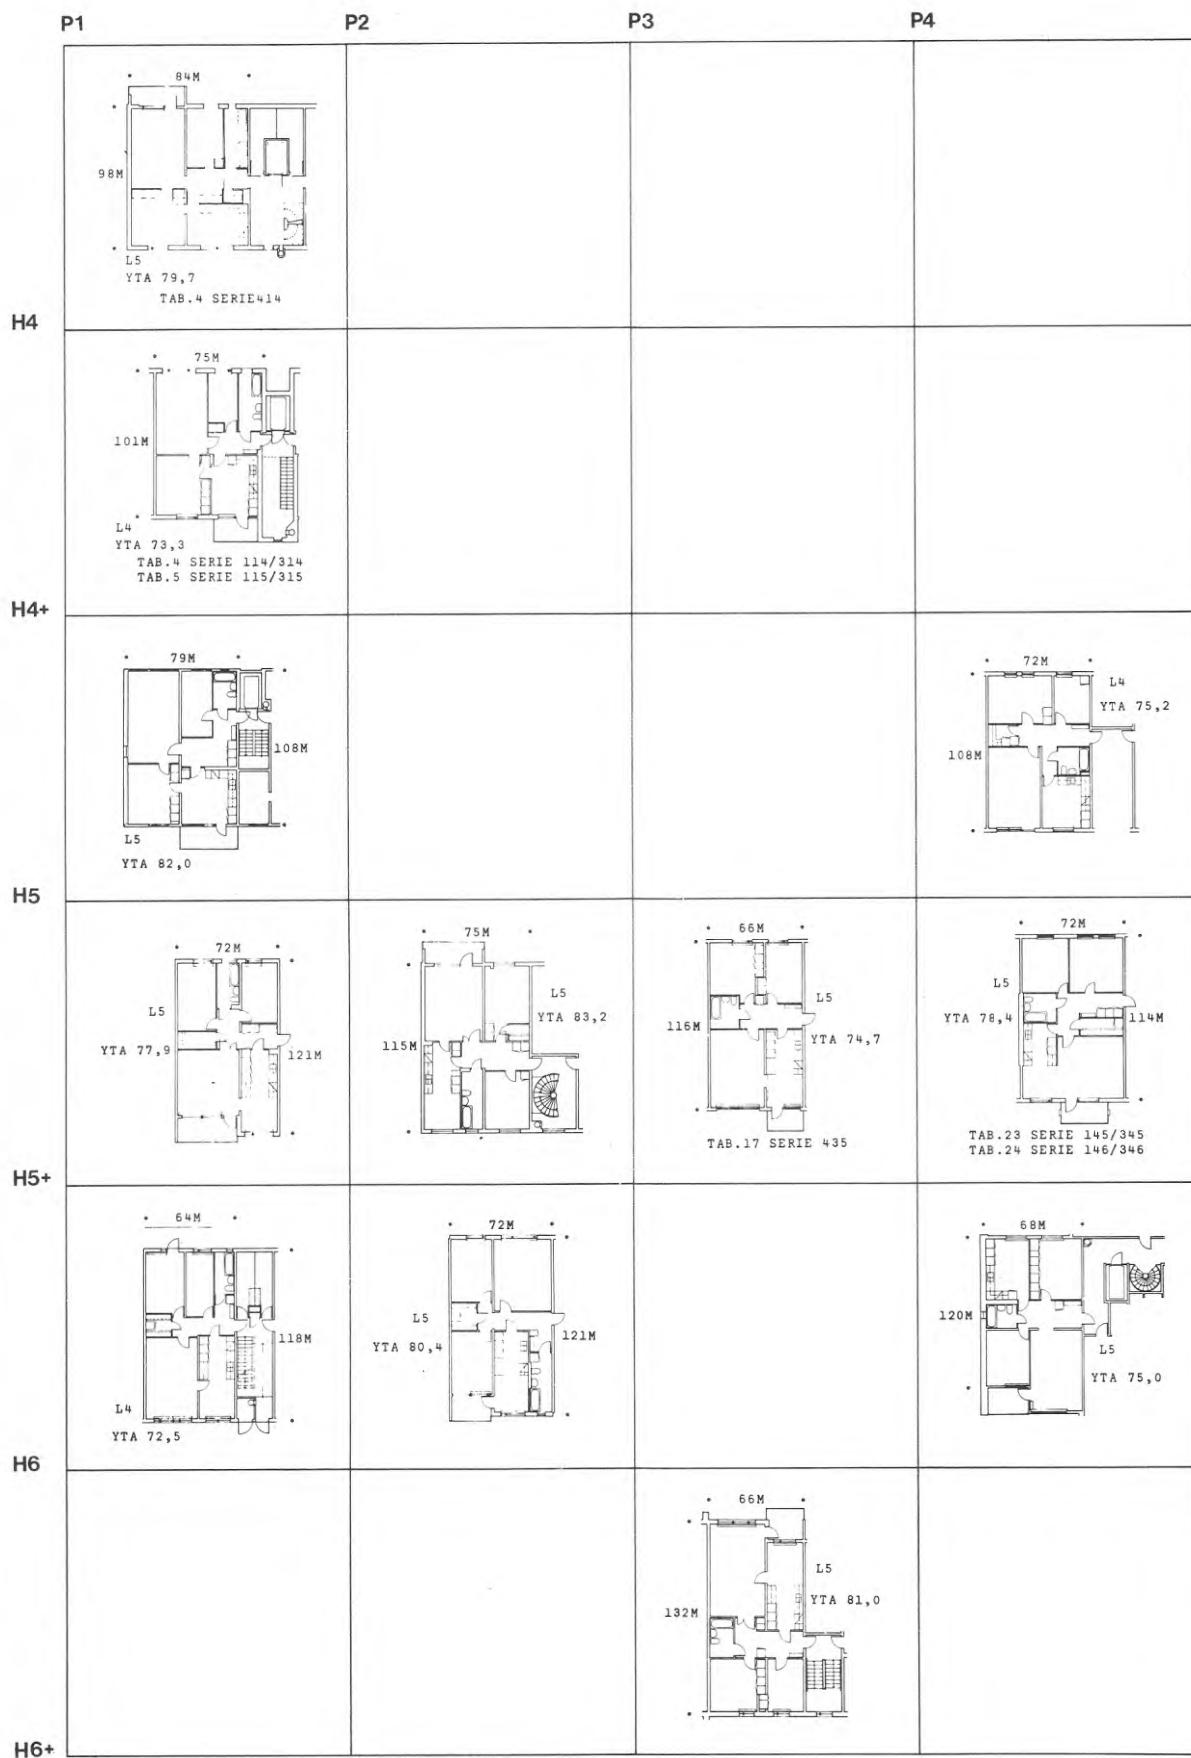 P1 P2 P3 P4
84M
98M
L5
YTA 79,7
TAB.4 SERIE414
H4
75M
101M
L4
YTA 73,3
TAB.4 SERIE 114/314
TAB.5 SERIE 115/315
H4+
79M
108M
L5
YTA 82,0
72M
L4
YTA 75,2
108M
H5
72M
L5
YTA 77,9
121M
75M
L5
YTA 83,2
115M
66M
L5
116M
YTA 74,7
TAB.17 SERIE 435
72M
L5
YTA 78,4
114M
TAB.23 SERIE 145/345
TAB.24 SERIE 146/346
H5+
64M
118M
L4
YTA 72,5
72M
L5
121M
YTA 80,4
68M
120M
L5
YTA 75,0
H6
66M
L5
YTA 81,0
132M
H6+